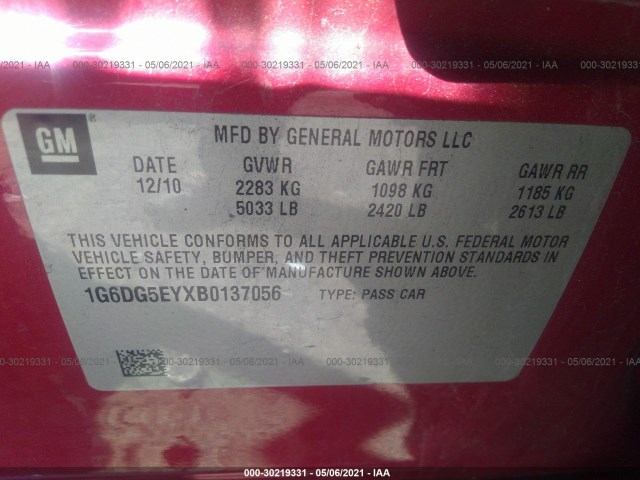 -30219331 - 05/06/2021 - IAA
000-30219331 - 05/06/2021 - IAA
000-30219331 - 05/06/2021 - IAA
GM ®
MFD BY GENERAL MOTORS LLC
DATE GVWR GAWR FRT GAWR RR
12/10 2283 KG 1098 KG 1185 KG
5033 LB 2420 LB 2613 LB
THIS VEHICLE CONFORMS TO ALL APPLICABLE U.S. FEDERAL MOTOR
VEHICLE SAFETY, BUMPER, AND THEFT PREVENTION STANDARDS
IN EFFECT ON THE DATE OF MANUFACTURE SHOWN ABOVE.
1G6DG5EYXB0137056 TYPE: PASS CAR
-30219331 - 05/06/2021 - IAA
000-30219331 - 05/06/2021 - IAA
000-30219331 - 05/06/2021 - IAA
000-30219331 - 05/06/2021 - IAA